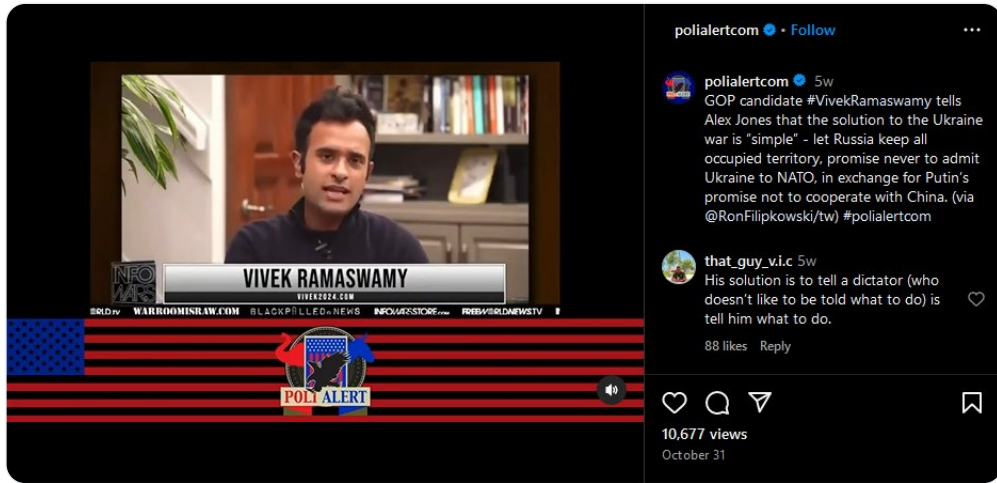 INFO
WARS
VIVEK RAMASWAMY
VIVEK2024.COM
WARROOMISRAW.COM BLACKPILLEDNEWS INFOWARSSTORE.COM FREEWORLDNEWSTV
POLI ALERT
polialertcom • Follow
polialertcom 5w
GOP candidate #VivekRamaswamy tells
Alex Jones that the solution to the Ukraine
war is “simple” - let Russia keep all
occupied territory, promise never to admit
Ukraine to NATO, in exchange for Putin’s
promise not to cooperate with China. (via
@RonFilipkowski/tw) #polialertcom
that_guy_v.i.c 5w
His solution is to tell a dictator (who
doesn’t like to be told what to do) is
tell him what to do.
88 likes Reply
10,677 views
October 31